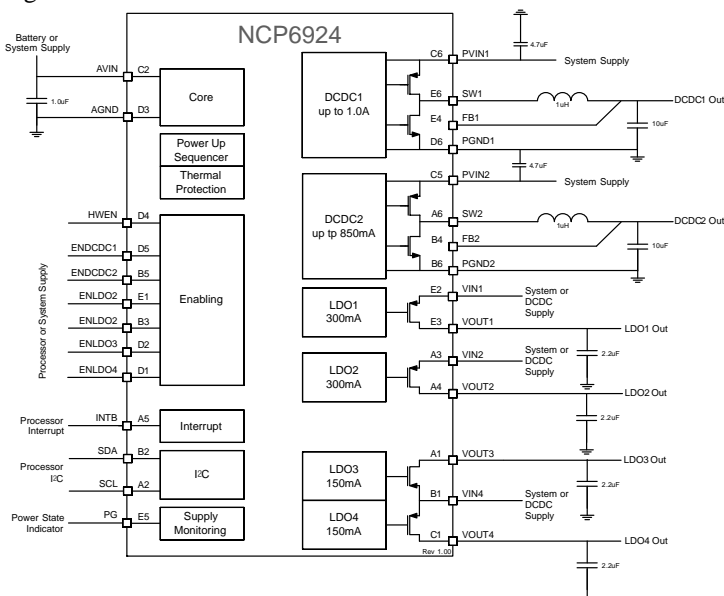 NCP6924
Battery or
System Supply
AVIN
C2
1.0uF
AGND
D3
Core
Power Up
Sequencer
Thermal
Protection
HWEN
D4
ENDCDC1
D5
ENDCDC2
B5
ENLDO2
E1
ENLDO2
B3
ENLDO3
D2
ENLDO4
D1
Enabling
Processor or System Supply
Processor
Interrupt
INTB
A5
Interrupt
Processor
I2C
SDA
B2
SCL
A2
I2C
Power State
Indicator
PG
E5
Supply
Monitoring
DCDC1
up to 1.0A
C6
PVIN1
4.7uF
System Supply
E6
SW1
1uH
DCDC1 Out
E4
FB1
10uF
D6
PGND1
4.7uF
DCDC2
up tp 850mA
C5
PVIN2
System Supply
A6
SW2
1uH
DCDC2 Out
B4
FB2
10uF
B6
PGND2
LDO1
300mA
E2
VIN1
System or
DCDC
Supply
E3
VOUT1
LDO1 Out
2.2uF
LDO2
300mA
A3
VIN2
System or
DCDC
Supply
A4
VOUT2
LDO2 Out
2.2uF
LDO3
150mA
A1
VOUT3
LDO3 Out
2.2uF
B1
VIN4
System or
DCDC
Supply
LDO4
150mA
C1
VOUT4
LDO4 Out
2.2uF
Rev 1.00